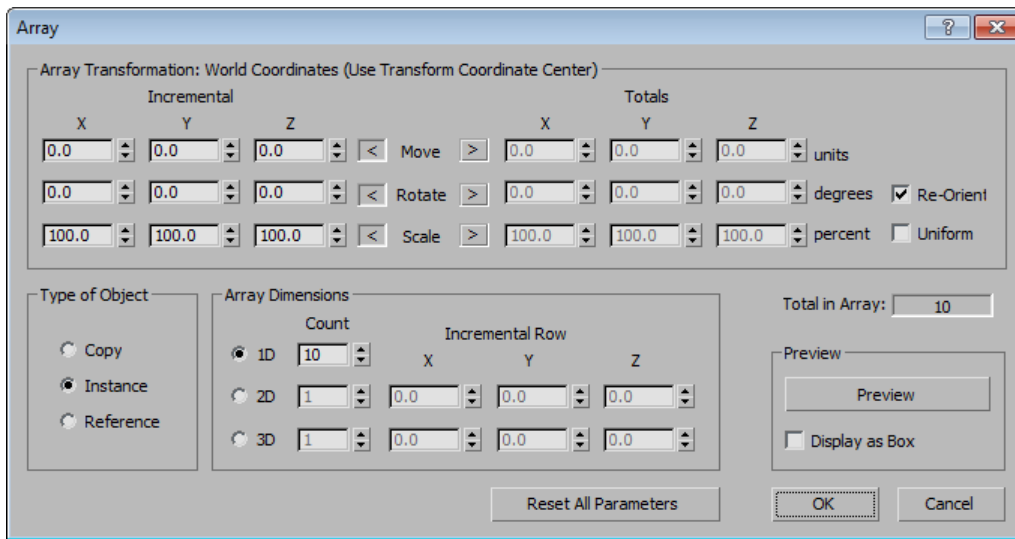 Array
?
Array Transformation: World Coordinates (Use Transform Coordinate Center)
Incremental Totals
X Y Z X Y Z
0.0 0.0 0.0 < Move > 0.0 0.0 0.0 units
0.0 0.0 0.0 < Rotate > 0.0 0.0 0.0 degrees Re-Orient
100.0 100.0 100.0 < Scale > 100.0 100.0 100.0 percent Uniform
Type of Object
Copy
Instance
Reference
Array Dimensions
Count
Incremental Row
1D 10 X Y Z
2D 1 0.0 0.0 0.0
3D 1 0.0 0.0 0.0
Total in Array: 10
Preview
Preview
Display as Box
Reset All Parameters OK Cancel